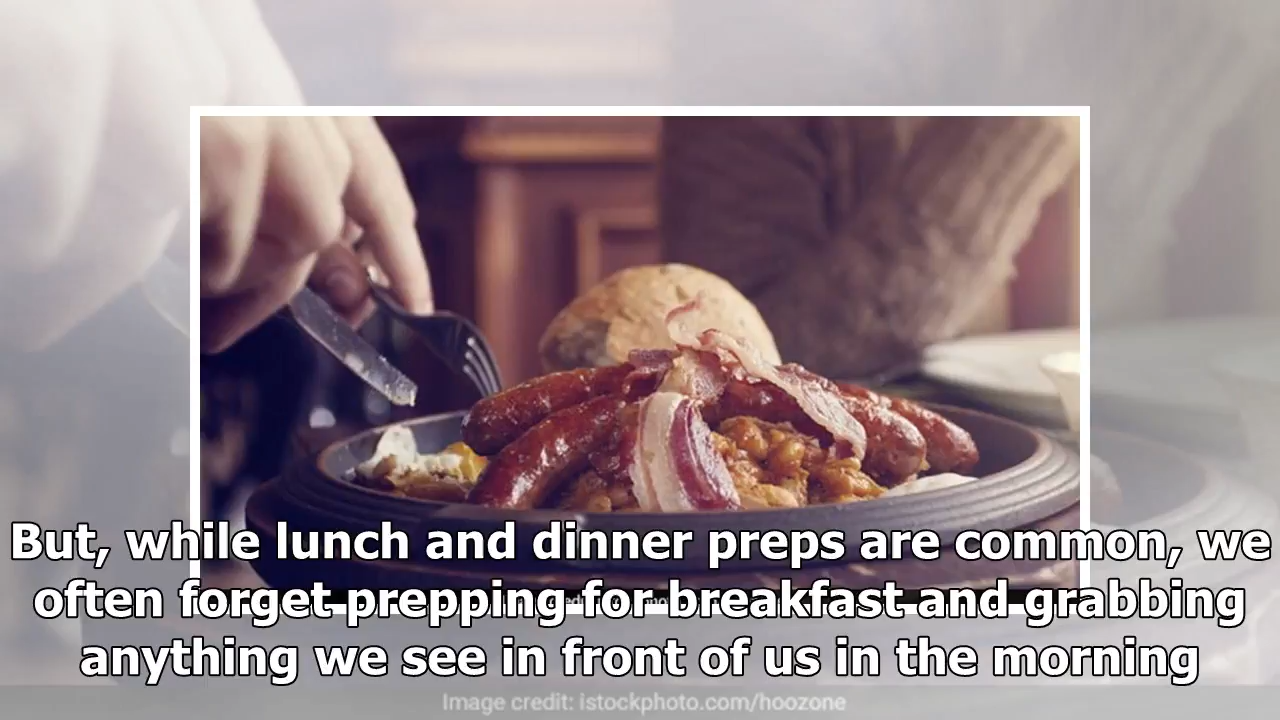 But, while lunch and dinner preps are common, we
often forget prepping for breakfast and grabbing
anything we see in front of us in the morning
Image credit: istockphoto.com/hoozone